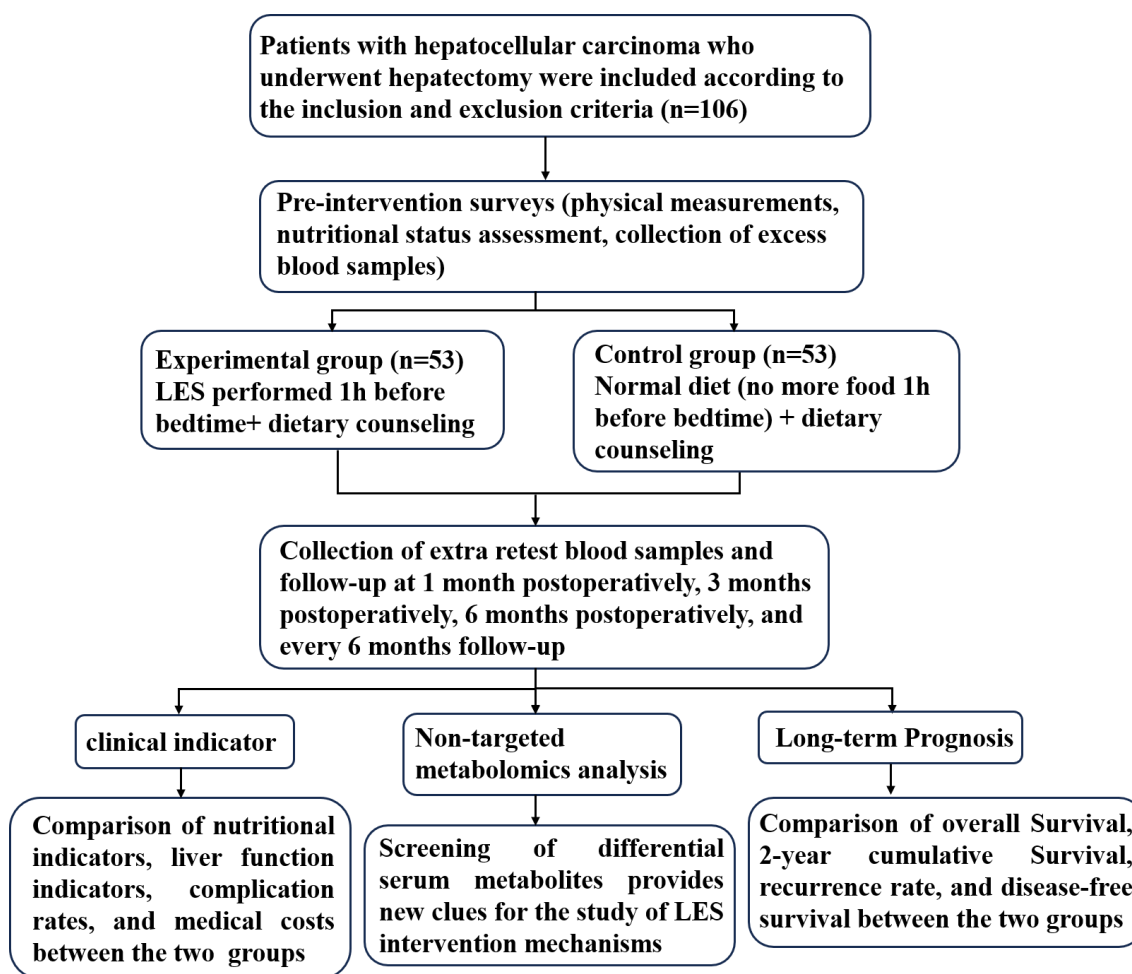 Patients with hepatocellular carcinoma who
underwent hepatectomy were included according to
the inclusion and exclusion criteria (n=106)
Pre-intervention surveys (physical measurements,
nutritional status assessment, collection of excess
blood samples)
Experimental group (n=53)
LES performed 1h before
bedtime+ dietary counseling
Control group (n=53)
Normal diet (no more food 1h
before bedtime) + dietary
counseling
Collection of extra retest blood samples and
follow-up at 1 month postoperatively, 3 months
postoperatively, 6 months postoperatively, and
every 6 months follow-up
clinical indicator
Non-targeted
metabolomics analysis
Long-term Prognosis
Comparison of nutritional
indicators, liver function
indicators, complication
rates, and medical costs
between the two groups
Screening of differential
serum metabolites provides
new clues for the study of LES
intervention mechanisms
Comparison of overall Survival,
2-year cumulative Survival,
recurrence rate, and disease-free
survival between the two groups